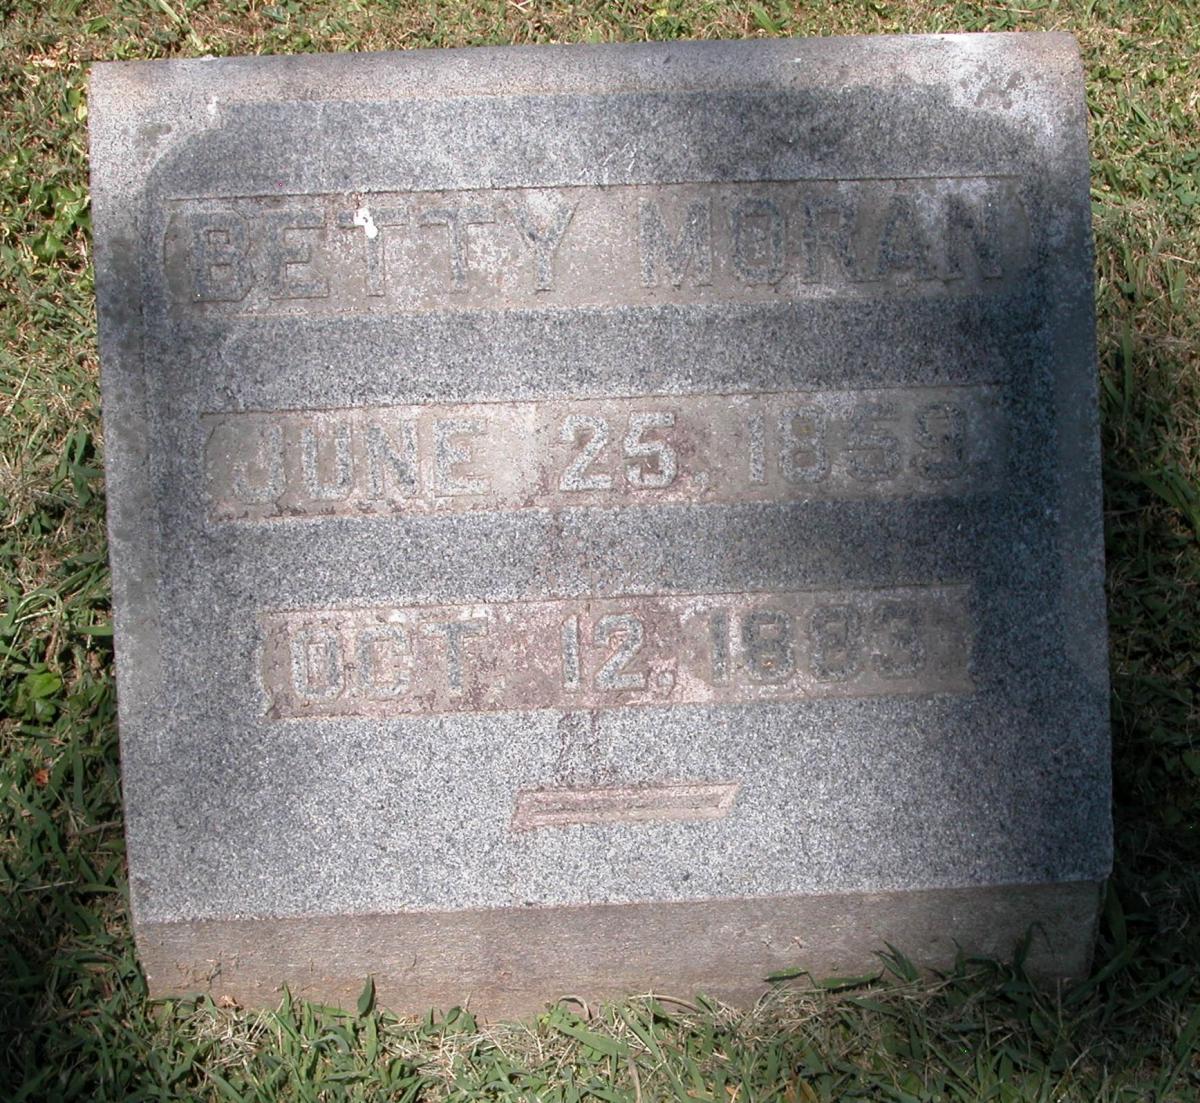 BETTY MORAN
JUNE 25, 1859
OCT. 12, 1883